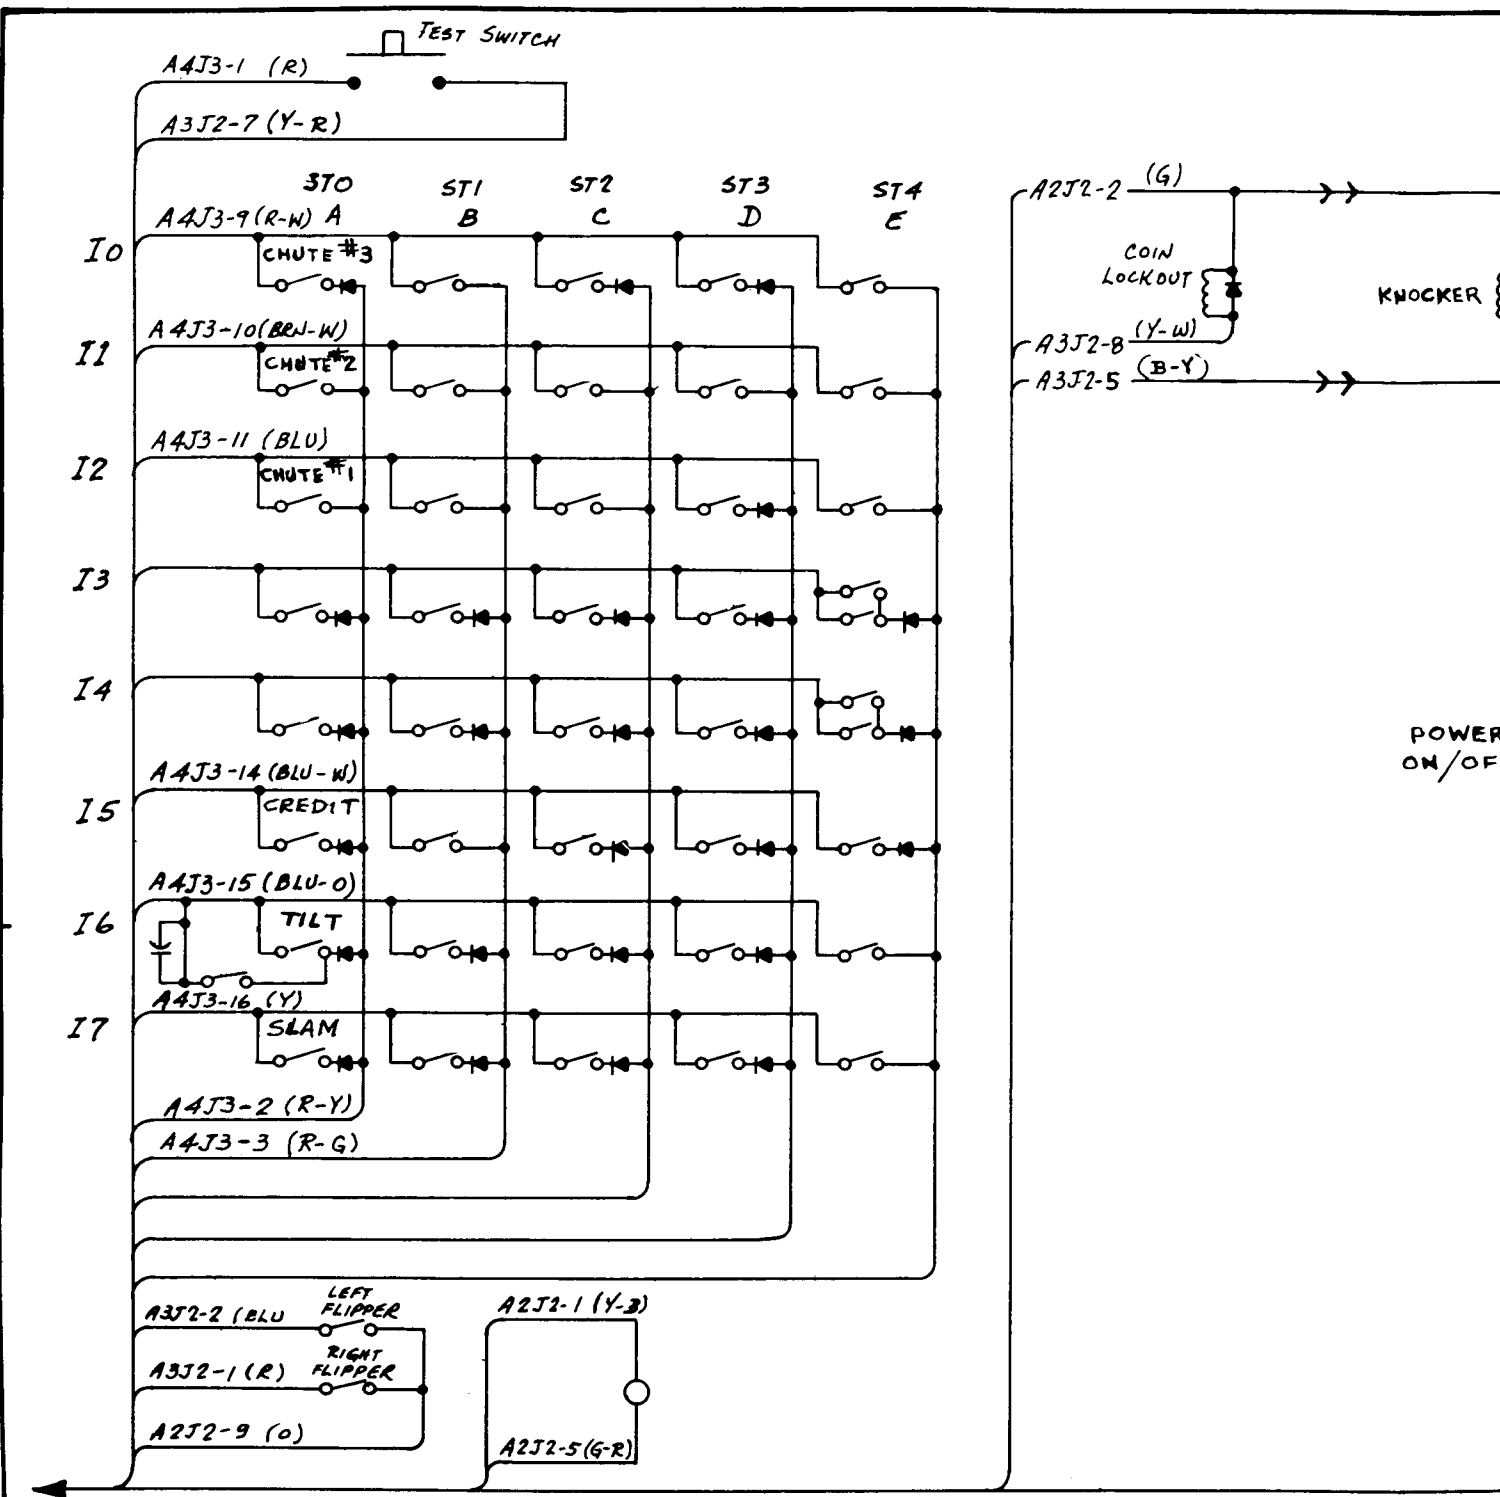 TEST SWITCH
A4J3-1 (R)
A3J2-7 (Y-R)
STO ST1 ST2 ST3 ST4
A4J3-9 (R-W) A B C D E
I0
CHUTE #3
A4J3-10 (BRN-W)
I1
CHUTE #2
A4J3-11 (BLU)
I2
CHUTE #1
I3
I4
A4J3-14 (BLU-W)
I5
CREDIT
A4J3-15 (BLU-O)
I6
TILT
A4J3-16 (Y)
I7
SLAM
A4J3-2 (R-Y)
A4J3-3 (R-G)
LEFT
FLIPPER
A3J2-2 (BLU
RIGHT
FLIPPER
A3J2-1 (R)
A2J2-9 (O)
A2J2-1 (Y-B)
A2J2-5 (G-R)
A2J2-2 (G)
COIN
LOCKOUT
A3J2-8 (Y-W)
A3J2-5 (B-Y)
KNOCKER
POWER
ON/OF